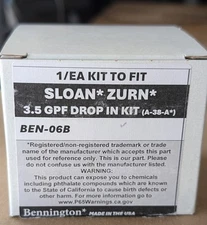 1/EA KIT TO FIT
SLOAN* ZURN*
3.5 GPF DROP IN KIT (A-38-A*)
BEN-06B
*Registered/non-registered trademark or trade
name of the manufacturer which accepts this part
used for reference only. This is our part. Please
do not confuse us with the manufacturer listed.
WARNING:
This product can expose you to chemicals
including phthalate compounds which are known
to the State of California to cause birth defects or
other harm. For more information go to
www.P65Warnings.ca.gov
Bennington® MADE IN THE USA